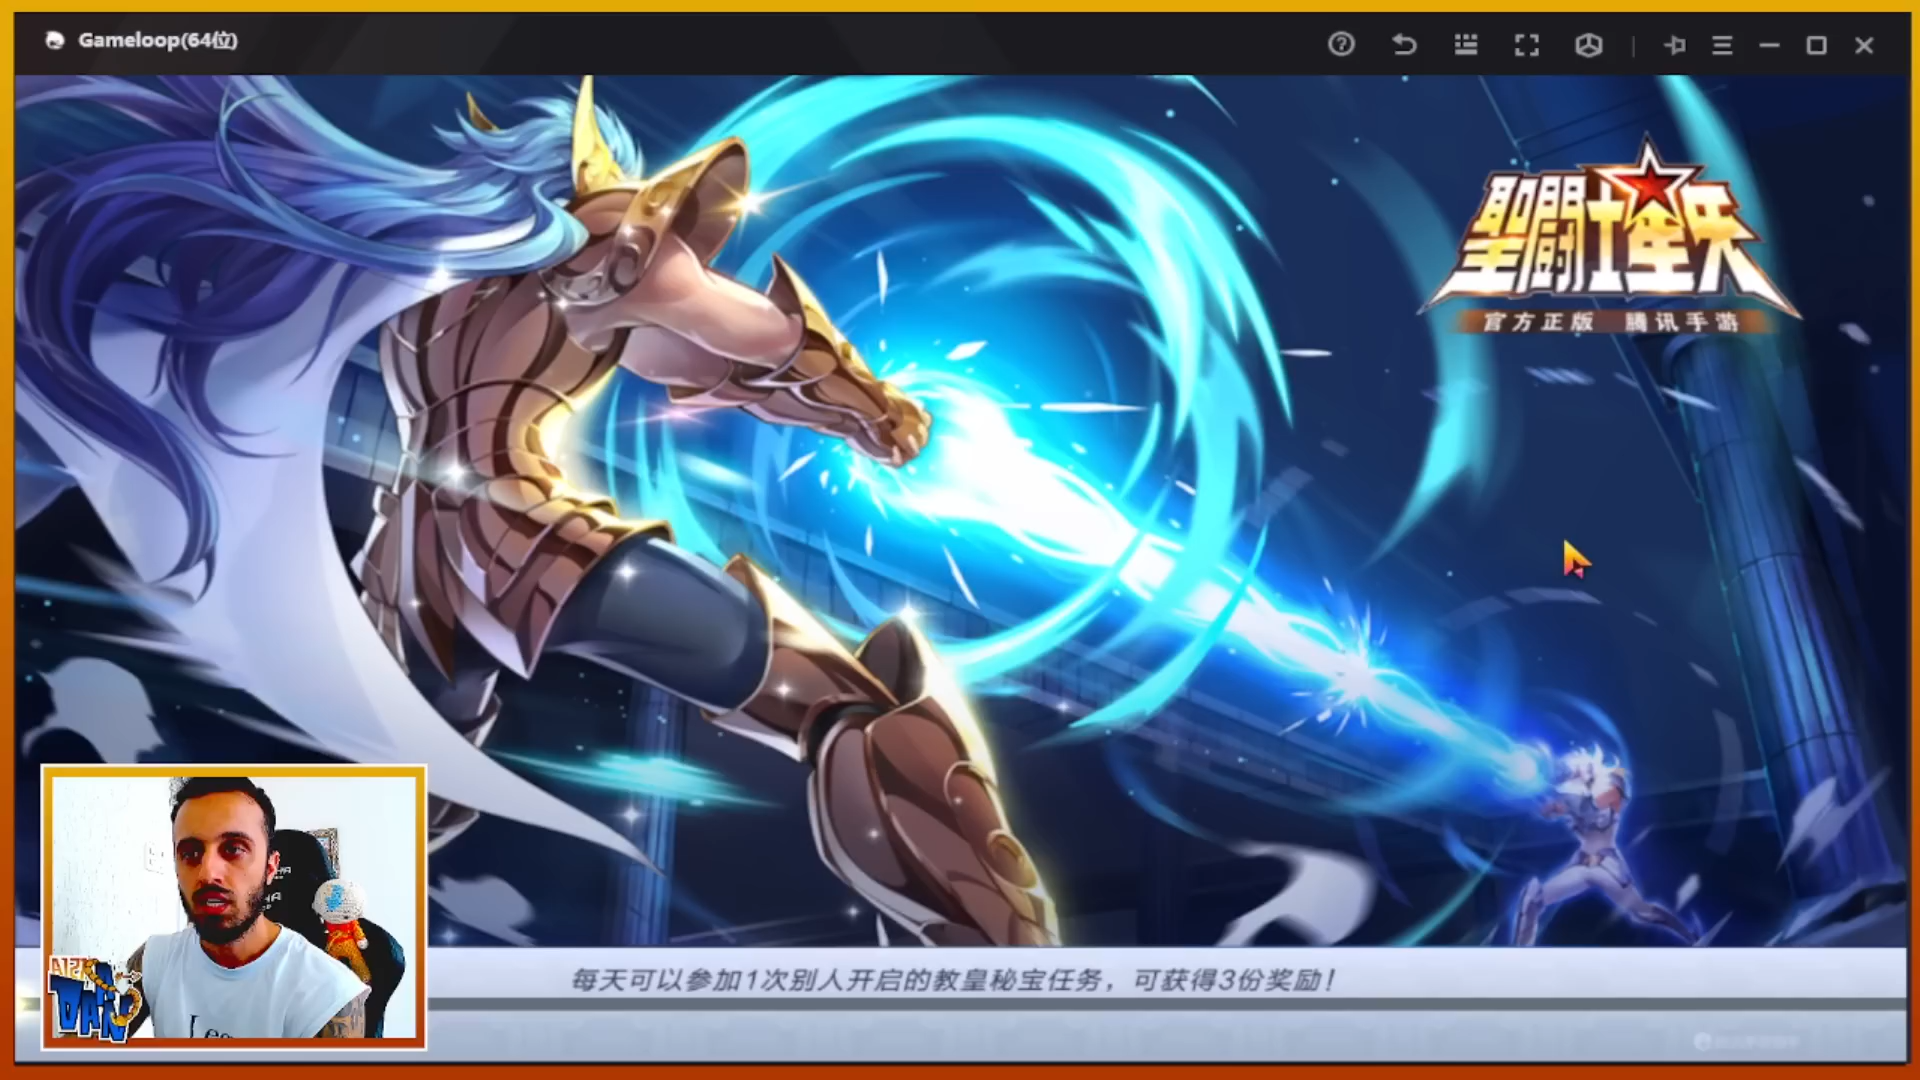 Gameloop(64位)
聖闘士星矢
官方正版 腾讯手游
每天可以参加1次别人开启的教皇秘宝任务，可获得3份奖励！
DAN